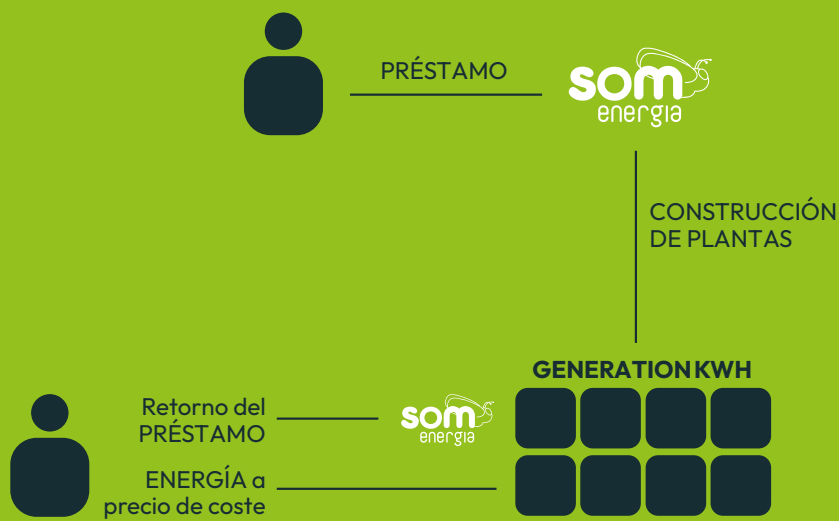 PRÉSTAMO
som
energia
CONSTRUCCIÓN
DE PLANTAS
GENERATION KWH
Retorno del
PRÉSTAMO
som
energia
ENERGÍA a
precio de coste